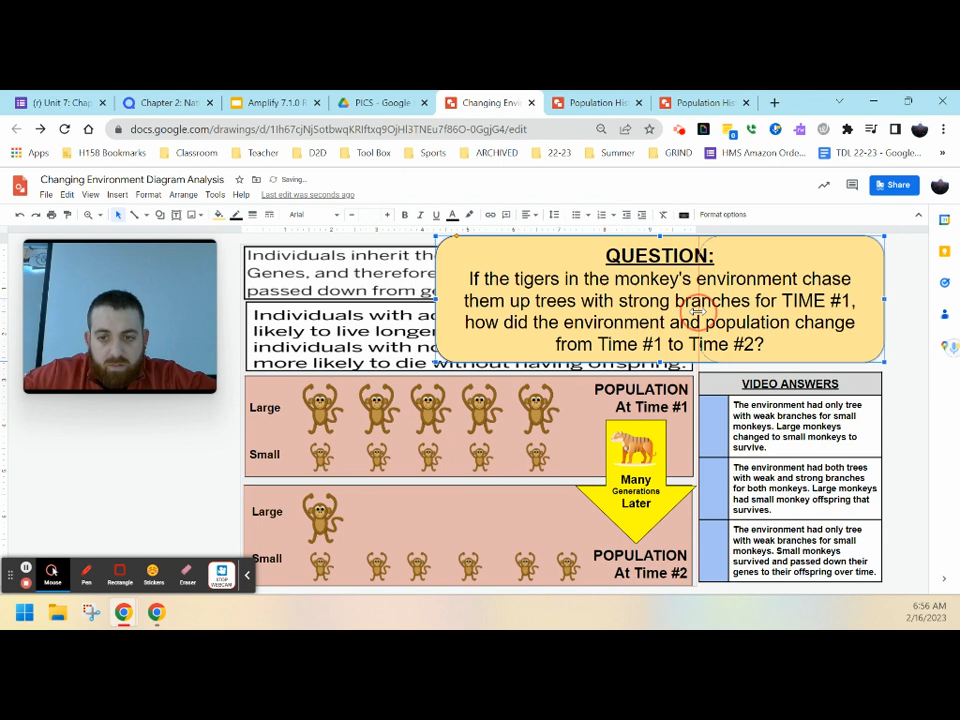 (r) Unit 7: Chap
Chapter 2: Nat
Amplify 7.1.0 R
PICS - Google
Changing Envi
Population His
Population His
docs.google.com/drawings/d/1Ih67cjNjSotbwqKRIftxq9OjHl3TNEu7f86O-0GgjG4/edit
Apps
H158 Bookmarks
Classroom
Teacher
D2D
Tool Box
Sports
ARCHIVED
22-23
Summer
GRIND
HMS Amazon Orde...
TDL 22-23 - Google...
Changing Environment Diagram Analysis
Saving...
Share
File Edit View Insert Format Arrange Tools Help Last edit was seconds ago
Arial
Format options
Individuals inherit th
Genes, and therefore
passed down from ge
Individuals with ad
likely to live longer
individuals with no
more likely to die without having offspring.
QUESTION:
If the tigers in the monkey's environment chase
them up trees with strong branches for TIME #1,
how did the environment and population change
from Time #1 to Time #2?
Large
Small
POPULATION
At Time #1
Many
Generations
Later
Large
Small
POPULATION
At Time #2
VIDEO ANSWERS
The environment had only tree
with weak branches for small
monkeys. Large monkeys
changed to small monkeys to
survive.
The environment had both trees
with weak and strong branches
for both monkeys. Large monkeys
had small monkey offspring that
survives.
The environment had only tree
with weak branches for small
monkeys. Small monkeys
survived and passed down their
genes to their offspring over time.
Mouse
Pen
Rectangle
Stickers
Eraser
STOP
WEBCAM
6:56 AM
2/16/2023